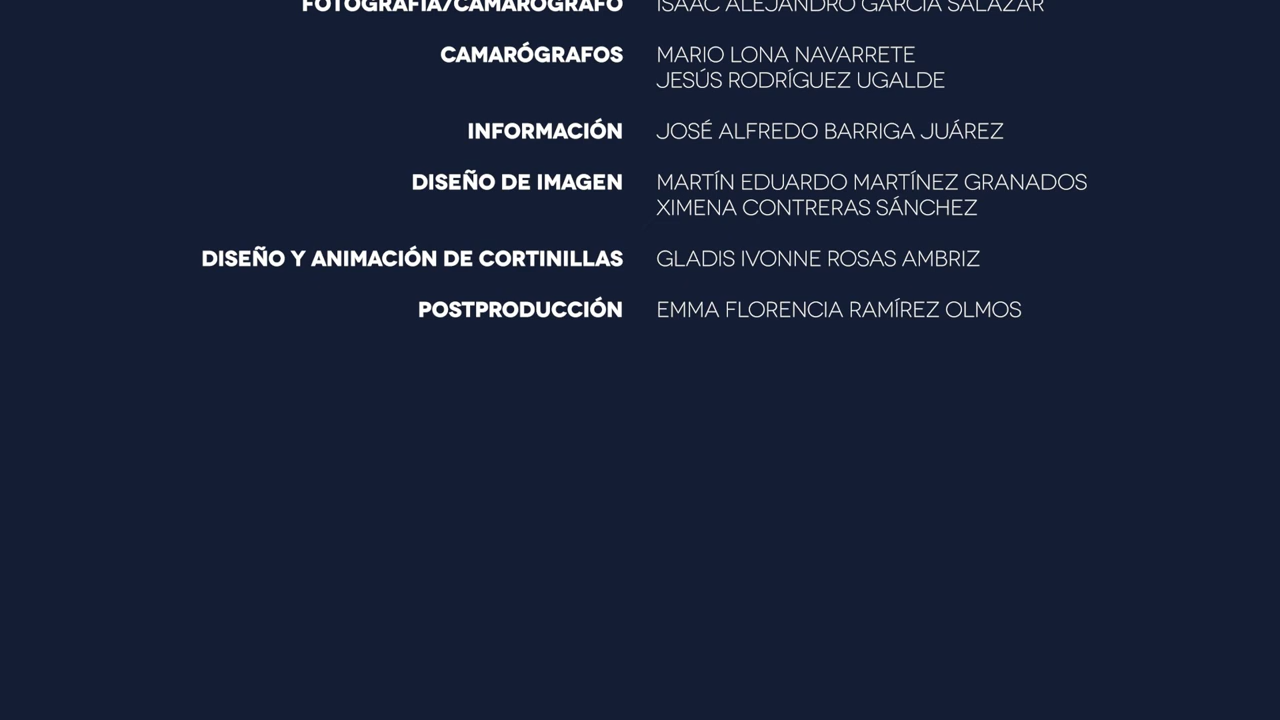 FOTOGRAFÍA/CAMARÓGRAFO ISAAC ALEJANDRO GARCÍA SALAZAR
CAMARÓGRAFOS MARIO LONA NAVARRETE
JESÚS RODRÍGUEZ UGALDE
INFORMACIÓN JOSÉ ALFREDO BARRIGA JUÁREZ
DISEÑO DE IMAGEN MARTÍN EDUARDO MARTÍNEZ GRANADOS
XIMENA CONTRERAS SÁNCHEZ
DISEÑO Y ANIMACIÓN DE CORTINILLAS GLADIS IVONNE ROSAS AMBRIZ
POSTPRODUCCIÓN EMMA FLORENCIA RAMÍREZ OLMOS